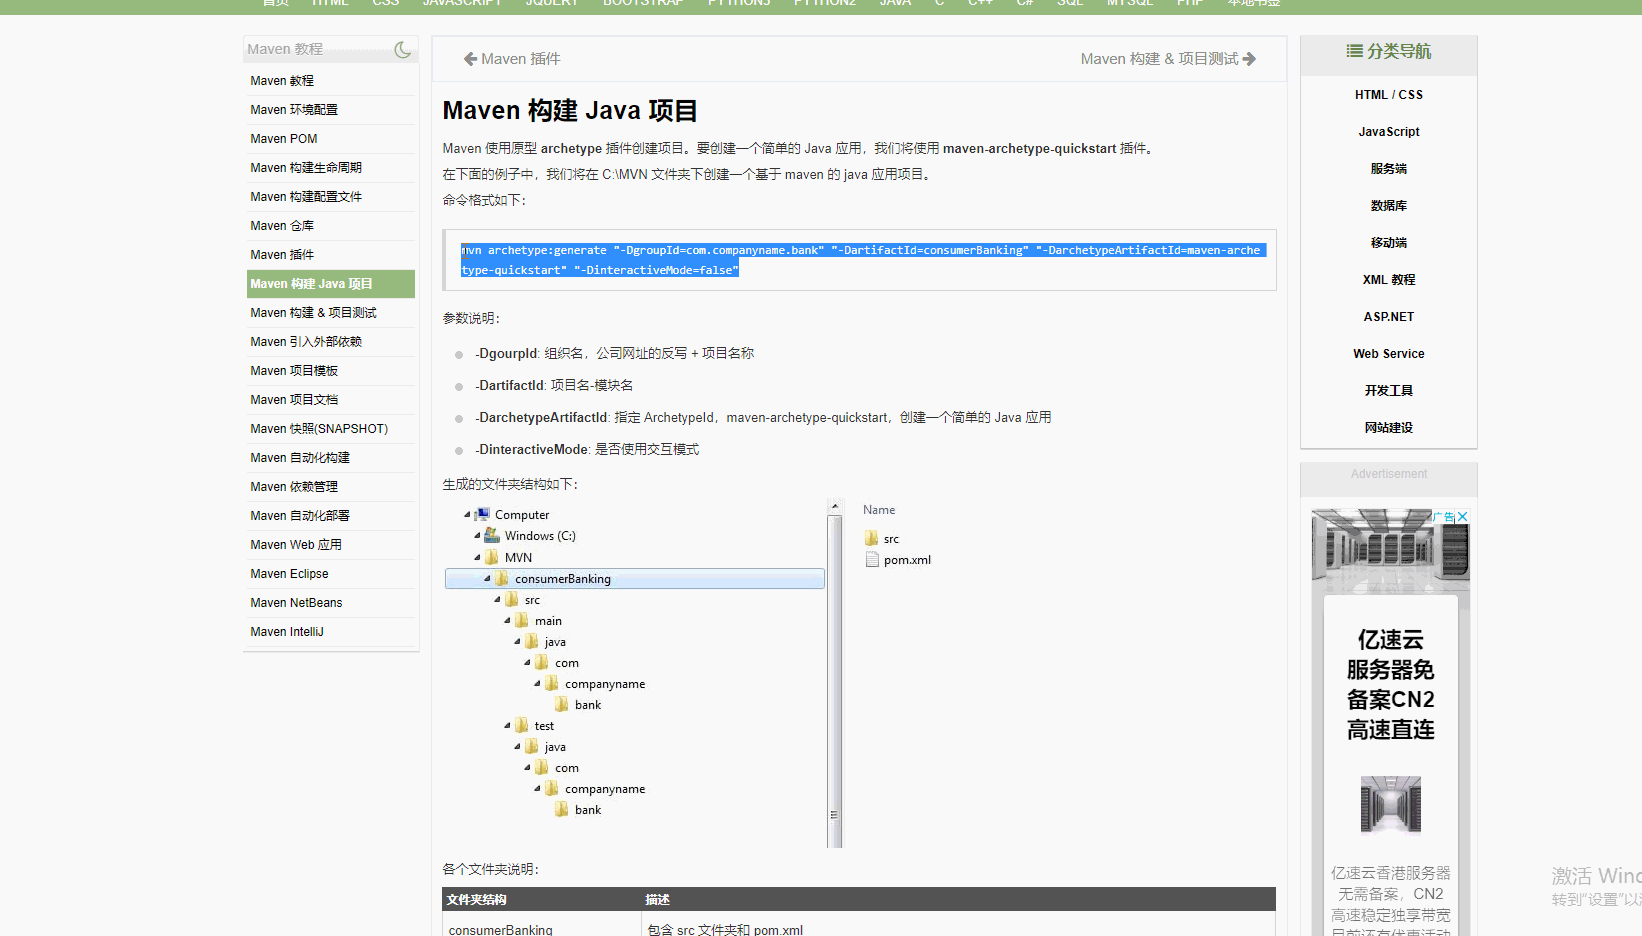 首页 HTML CSS JAVASCRIPT JQUERY BOOTSTRAP PYTHON3 PYTHON2 JAVA C C++ C# SQL MYSQL PHP 本地书签
Maven 教程
Maven 教程
Maven 环境配置
Maven POM
Maven 构建生命周期
Maven 构建配置文件
Maven 仓库
Maven 插件
Maven 构建 Java 项目
Maven 构建 & 项目测试
Maven 引入外部依赖
Maven 项目模板
Maven 项目文档
Maven 快照(SNAPSHOT)
Maven 自动化构建
Maven 依赖管理
Maven 自动化部署
Maven Web 应用
Maven Eclipse
Maven NetBeans
Maven IntelliJ
Maven 插件
Maven 构建 & 项目测试
Maven 构建 Java 项目
Maven 使用原型 archetype 插件创建项目。要创建一个简单的 Java 应用，我们将使用 maven-archetype-quickstart 插件。
在下面的例子中，我们将在 C:\MVN 文件夹下创建一个基于 maven 的 java 应用项目。
命令格式如下：
mvn archetype:generate "-DgroupId=com.companyname.bank" "-DartifactId=consumerBanking" "-DarchetypeArtifactId=maven-arche
type-quickstart" "-DinteractiveMode=false"
参数说明：
-DgourpId: 组织名，公司网址的反写 + 项目名称
-DartifactId: 项目名-模块名
-DarchetypeArtifactId: 指定 ArchetypeId，maven-archetype-quickstart，创建一个简单的 Java 应用
-DinteractiveMode: 是否使用交互模式
生成的文件夹结构如下：
Computer
Windows (C:)
MVN
consumerBanking
src
main
java
com
companyname
bank
test
java
com
companyname
bank
Name
src
pom.xml
各个文件夹说明：
文件夹结构 描述
consumerBanking 包含 src 文件夹和 pom.xml
分类导航
HTML / CSS
JavaScript
服务端
数据库
移动端
XML 教程
ASP.NET
Web Service
开发工具
网站建设
Advertisement
广告
亿速云
服务器免
备案CN2
高速直连
亿速云香港服务器
无需备案，CN2
高速稳定独享带宽
目前还有优惠活动
激活 Winc
转到"设置"以